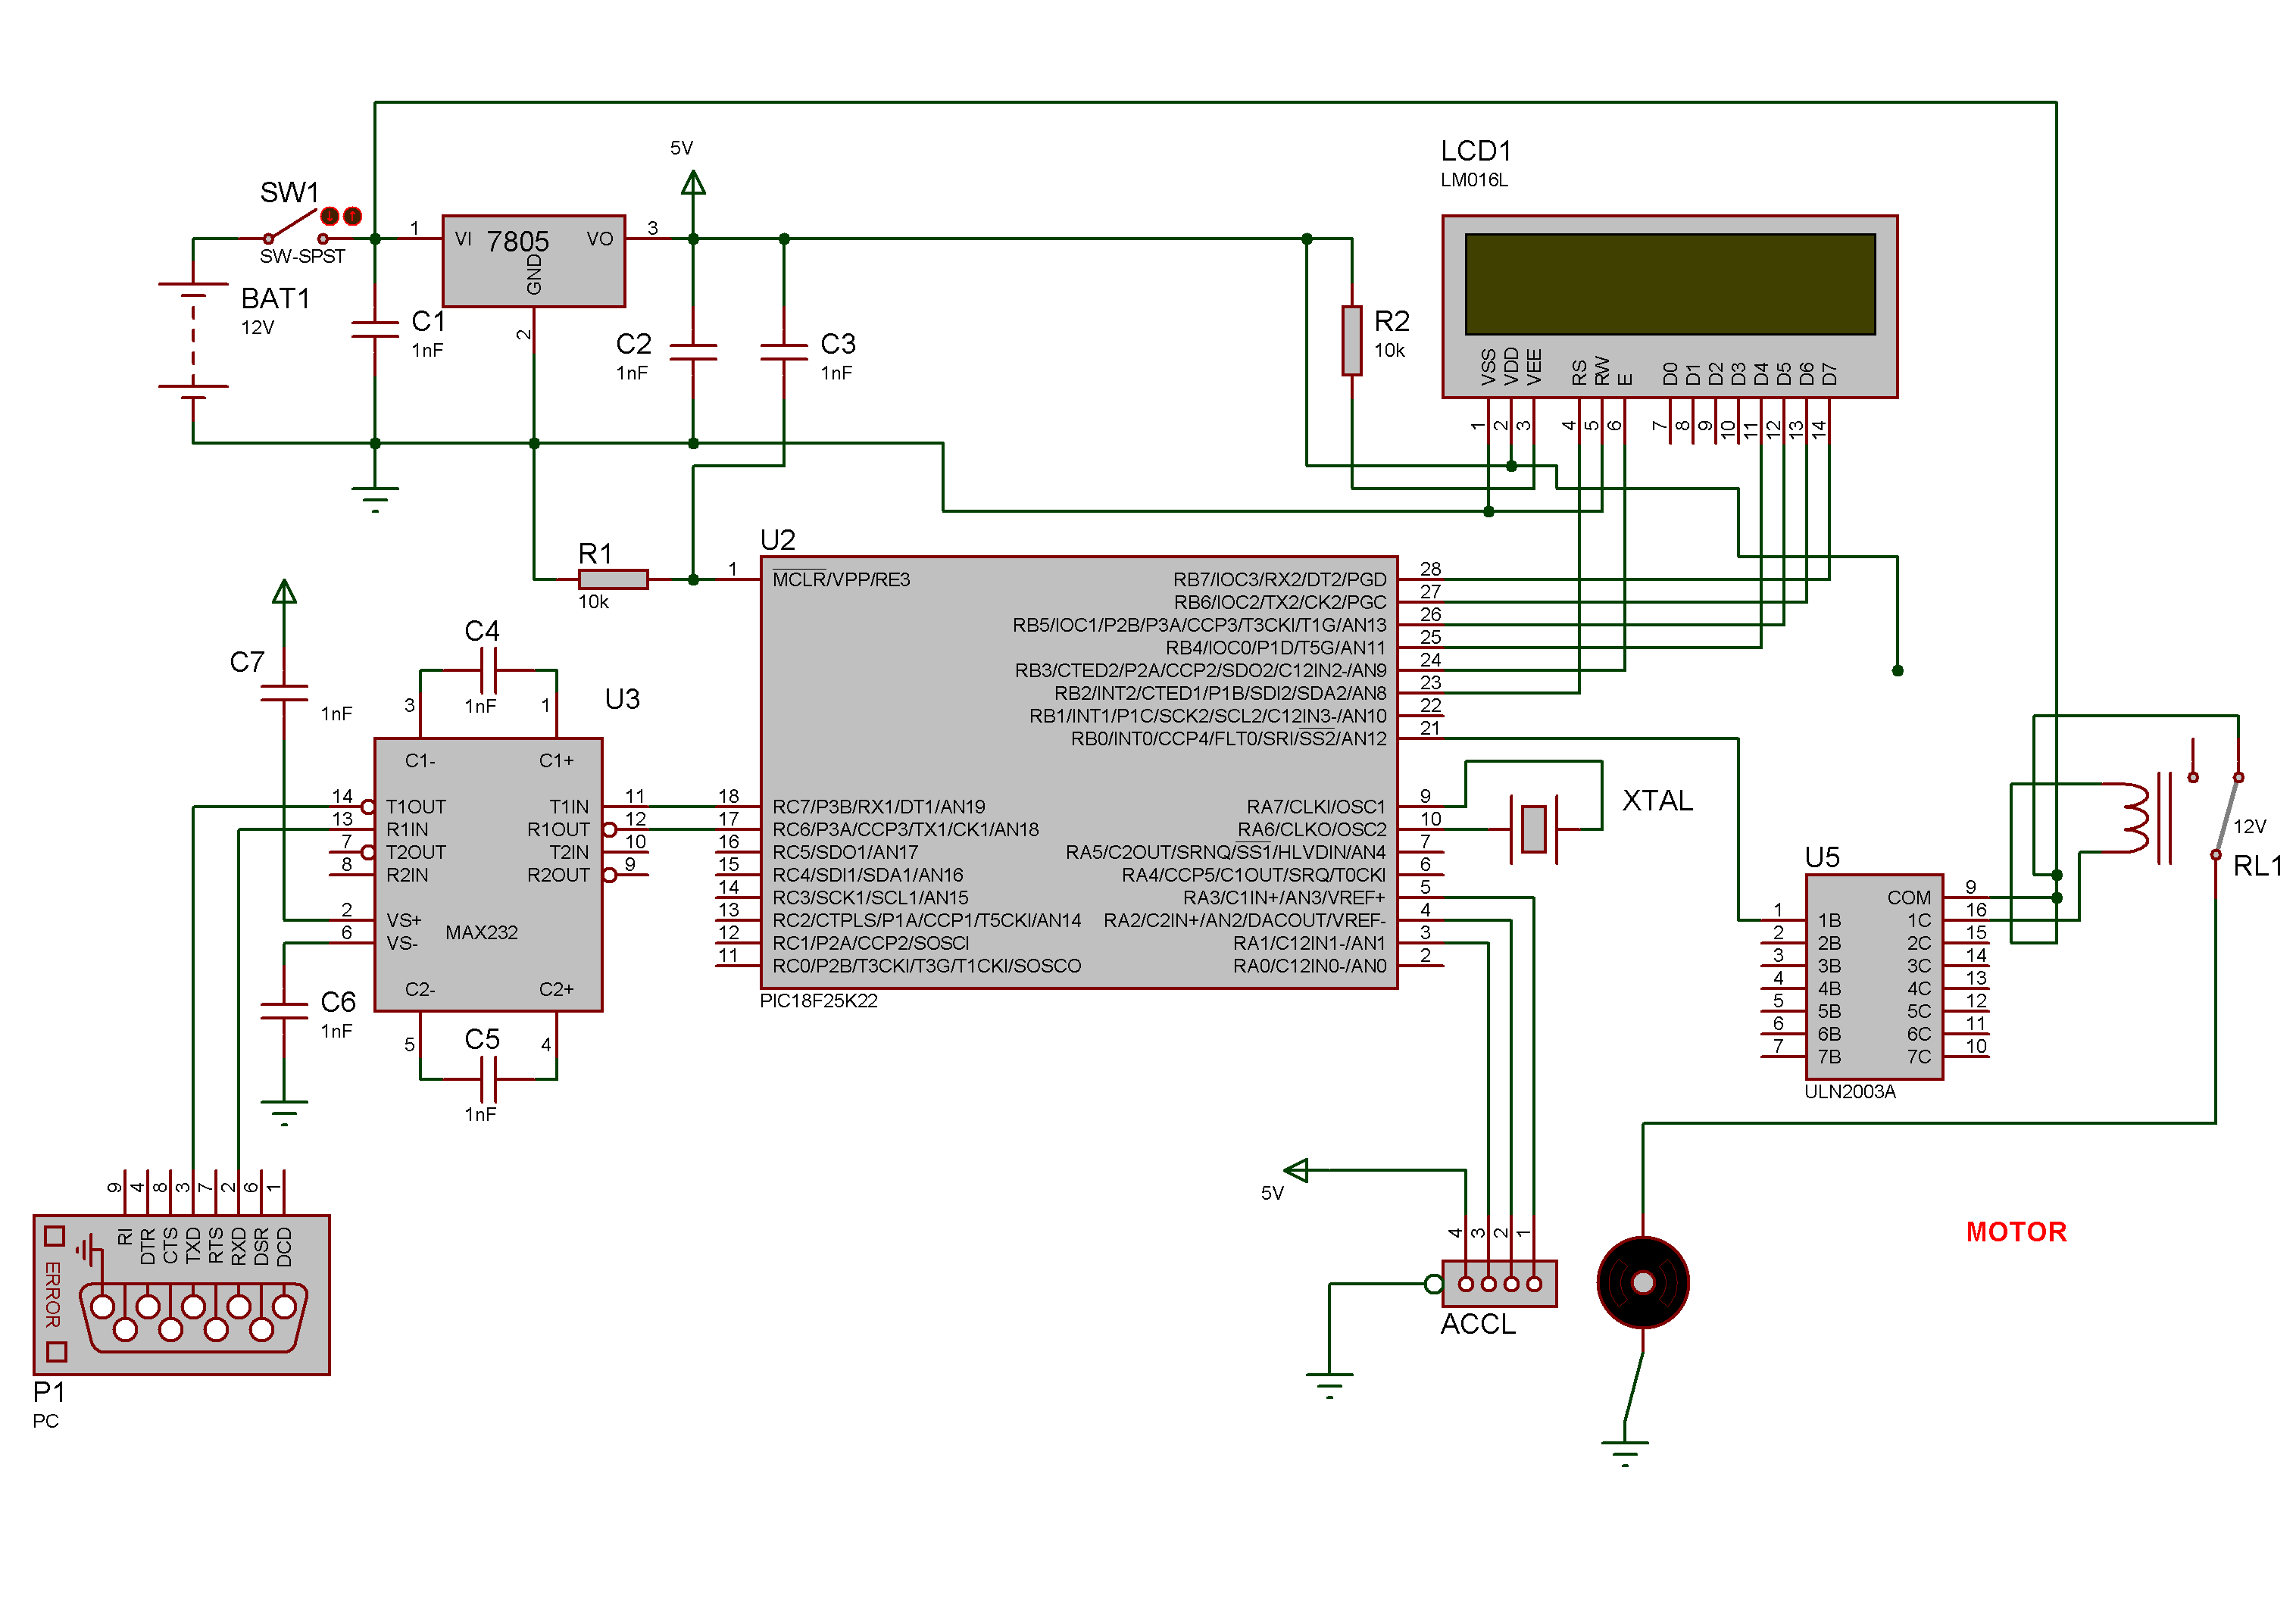 5V
LCD1
LM016L
SW1
SW-SPST
1
VI
7805
VO
3
GND
2
BAT1
12V
C1
1nF
C2
1nF
C3
1nF
R2
10k
VSS
VDD
VEE
RS
RW
E
D0
D1
D2
D3
D4
D5
D6
D7
1
2
3
4
5
6
7
8
9
10
11
12
13
14
R1
10k
U2
1
MCLR/VPP/RE3
RB7/IOC3/RX2/DT2/PGD
28
RB6/IOC2/TX2/CK2/PGC
27
RB5/IOC1/P2B/P3A/CCP3/T3CKI/T1G/AN13
26
RB4/IOC0/P1D/T5G/AN11
25
RB3/CTED2/P2A/CCP2/SDO2/C12IN2-/AN9
24
RB2/INT2/CTED1/P1B/SDI2/SDA2/AN8
23
RB1/INT1/P1C/SCK2/SCL2/C12IN3-/AN10
22
RB0/INT0/CCP4/FLT0/SRI/SS2/AN12
21
18
RC7/P3B/RX1/DT1/AN19
RA7/CLKI/OSC1
9
17
RC6/P3A/CCP3/TX1/CK1/AN18
RA6/CLKO/OSC2
10
16
RC5/SDO1/AN17
RA5/C2OUT/SRNQ/SS1/HLVDIN/AN4
7
15
RC4/SDI1/SDA1/AN16
RA4/CCP5/C1OUT/SRQ/T0CKI
6
14
RC3/SCK1/SCL1/AN15
RA3/C1IN+/AN3/VREF+
5
13
RC2/CTPLS/P1A/CCP1/T5CKI/AN14
RA2/C2IN+/AN2/DACOUT/VREF-
4
12
RC1/P2A/CCP2/SOSCI
RA1/C12IN1-/AN1
3
11
RC0/P2B/T3CKI/T3G/T1CKI/SOSCO
RA0/C12IN0-/AN0
2
PIC18F25K22
XTAL
C7
1nF
C4
1nF
U3
3
1
C1-
C1+
14
T1OUT
T1IN
11
13
R1IN
R1OUT
12
7
T2OUT
T2IN
10
8
R2IN
R2OUT
9
2
VS+
6
VS-
MAX232
C2-
C2+
5
4
C5
1nF
C6
1nF
12V
RL1
U5
COM
9
1
1B
1C
16
2
2B
2C
15
3
3B
3C
14
4
4B
4C
13
5
5B
5C
12
6
6B
6C
11
7
7B
7C
10
ULN2003A
5V
4
3
2
1
ACCL
MOTOR
9
4
8
3
7
2
6
1
RI
DTR
CTS
TXD
RTS
RXD
DSR
DCD
ERROR
P1
PC